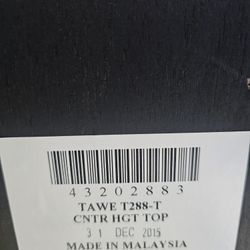 43202883
TAWE T288-T
CNTR HGT TOP
31 DEC 2015
MADE IN MALAYSIA